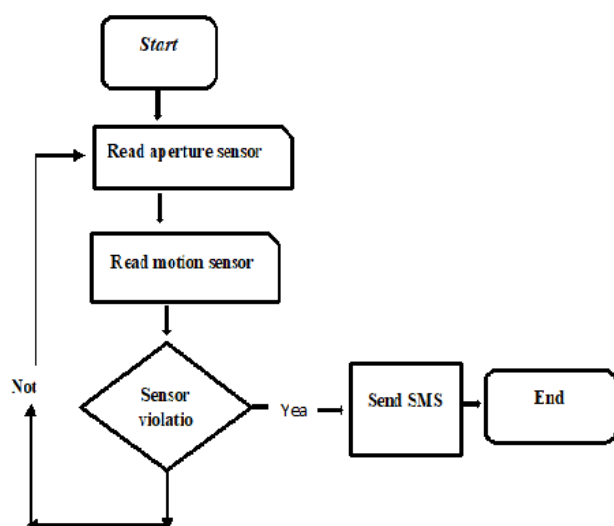 Start
Read aperture sensor
Read motion sensor
Sensor
violatio
Not
Yea
Send SMS
End